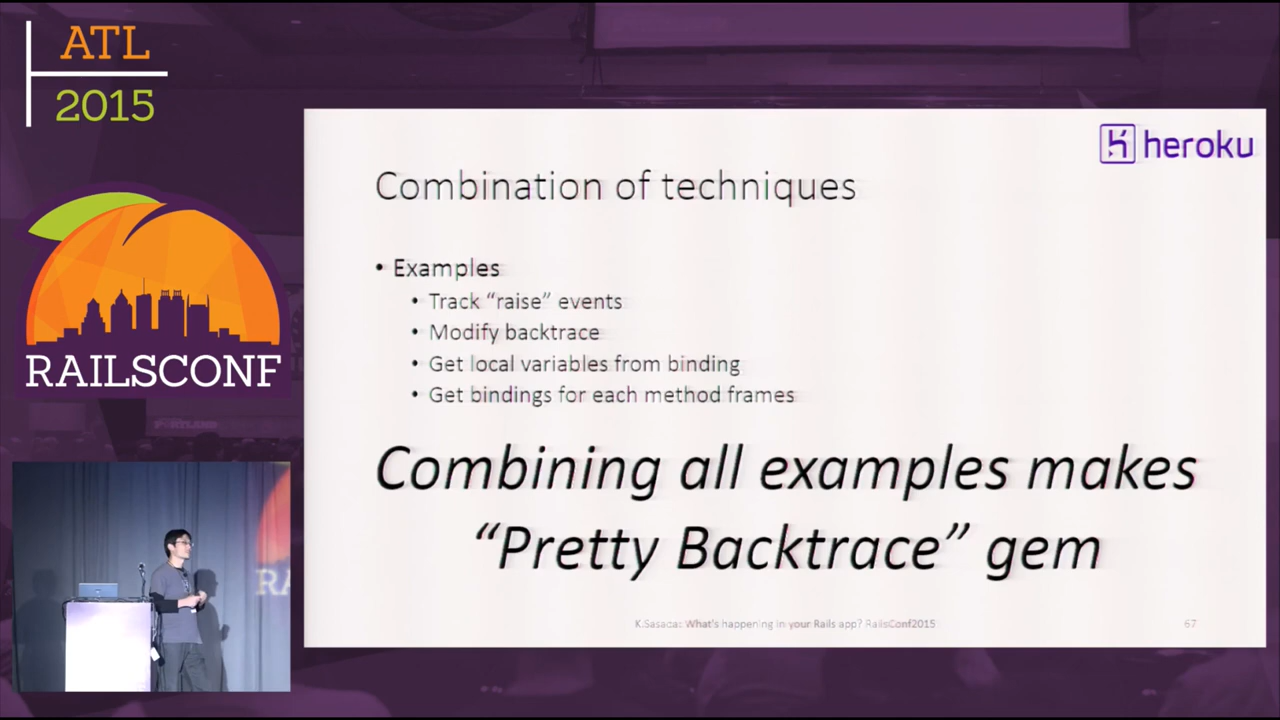 ATL
2015
RAILSCONF
heroku
Combination of techniques
• Examples
• Track “raise” events
• Modify backtrace
• Get local variables from binding
• Get bindings for each method frames
Combining all examples makes
“Pretty Backtrace” gem
K.Sasada: What's happening in your Rails app? RailsConf2015
67
RA